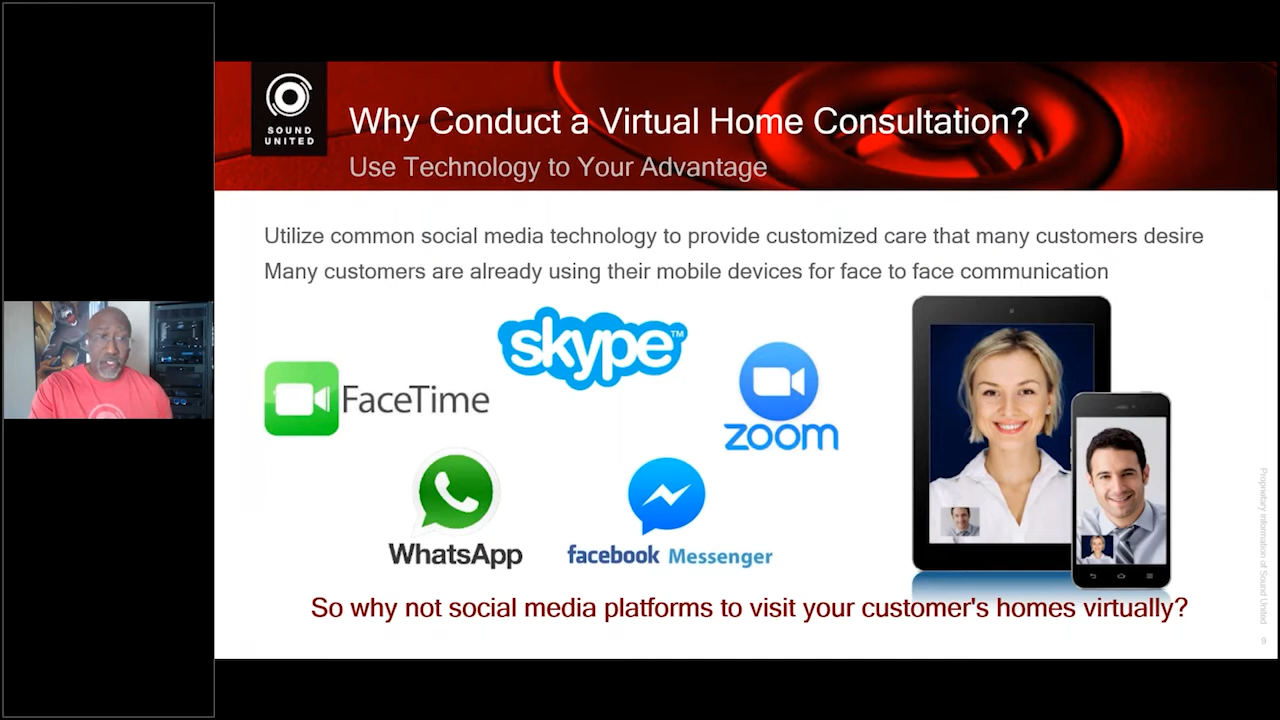 SOUND
UNITED
Why Conduct a Virtual Home Consultation?
Use Technology to Your Advantage
Utilize common social media technology to provide customized care that many customers desire
Many customers are already using their mobile devices for face to face communication
skype™
FaceTime
zoom
WhatsApp
facebook Messenger
So why not social media platforms to visit your customer's homes virtually?
Proprietary Information of Sound United